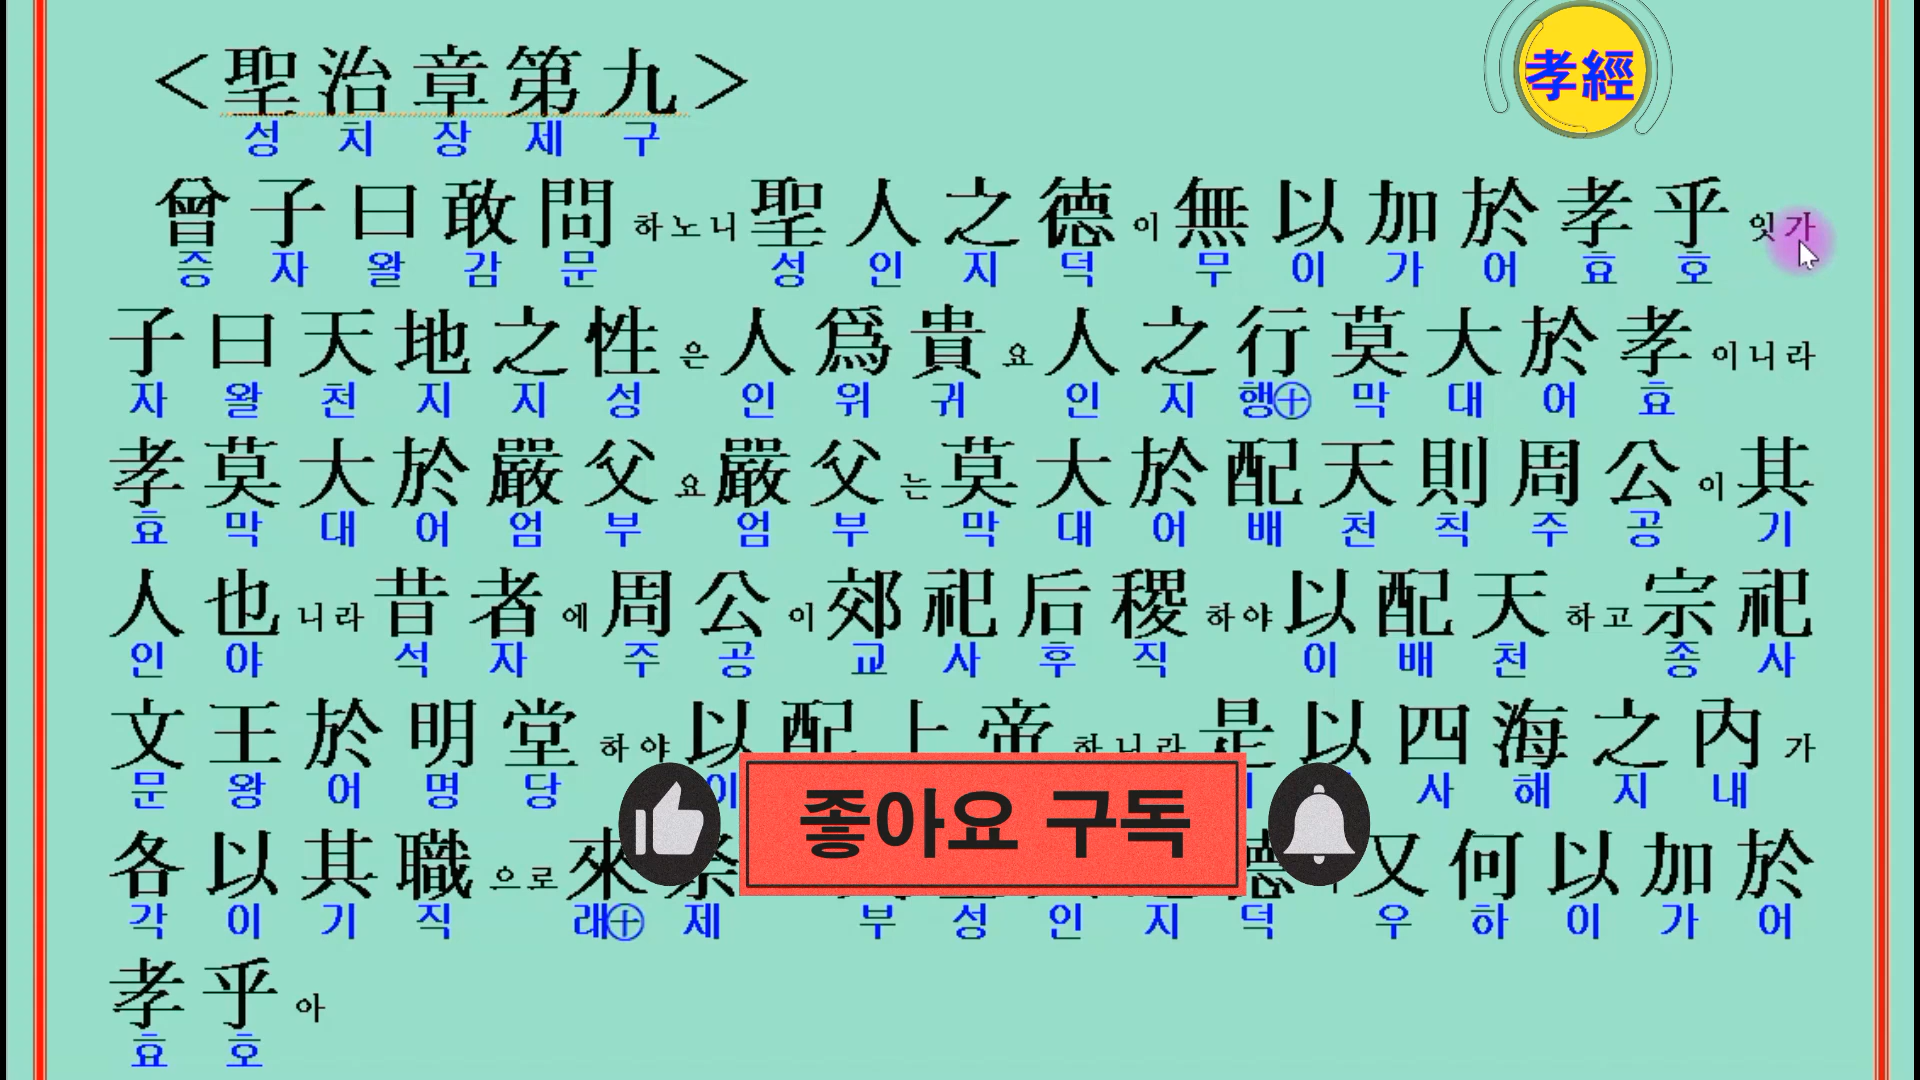 <聖治章第九>
孝經
성 치 장 제 구
曾子曰敢問하노니聖人之德이無以加於孝乎잇가
증 자 왈 감 문 성 인 지 덕 무 이 가 어 효 호
子曰天地之性은人爲貴요人之行莫大於孝이니라
자 왈 천 지 지 성 인 위 귀 인 지 행㊉ 막 대 어 효
孝莫大於嚴父요嚴父는莫大於配天則周公이其
효 막 대 어 엄 부 엄 부 막 대 어 배 천 칙 주 공 기
人也니라昔者에周公이郊祀后稷하야以配天하고宗祀
인 야 석 자 주 공 교 사 후 직 이 배 천 종 사
文王於明堂하야以配上帝하니라是以四海之內가
문 왕 어 명 당 이 사 해 지 내
各以其職으로來祭德又何以加於
좋아요 구독
각 이 기 직 래㊉ 제 부 성 인 지 덕 우 하 이 가 어
孝乎아
효 호